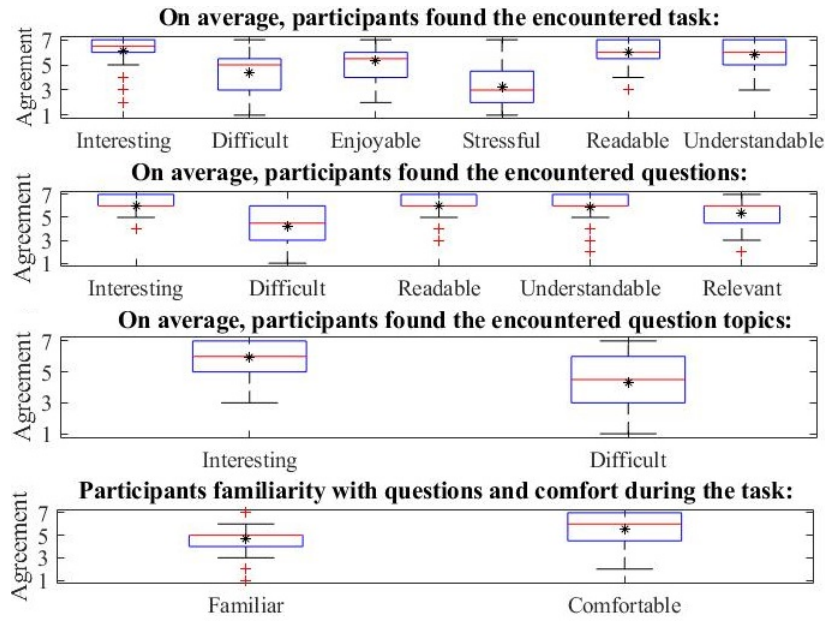 On average, participants found the encountered task:
Agreement
7
5
3
1
Interesting Difficult Enjoyable Stressful Readable Understandable
On average, participants found the encountered questions:
Agreement
7
5
3
1
Interesting Difficult Readable Understandable Relevant
On average, participants found the encountered question topics:
Agreement
7
5
3
1
Interesting Difficult
Participants familiarity with questions and comfort during the task:
Agreement
7
5
3
1
Familiar Comfortable